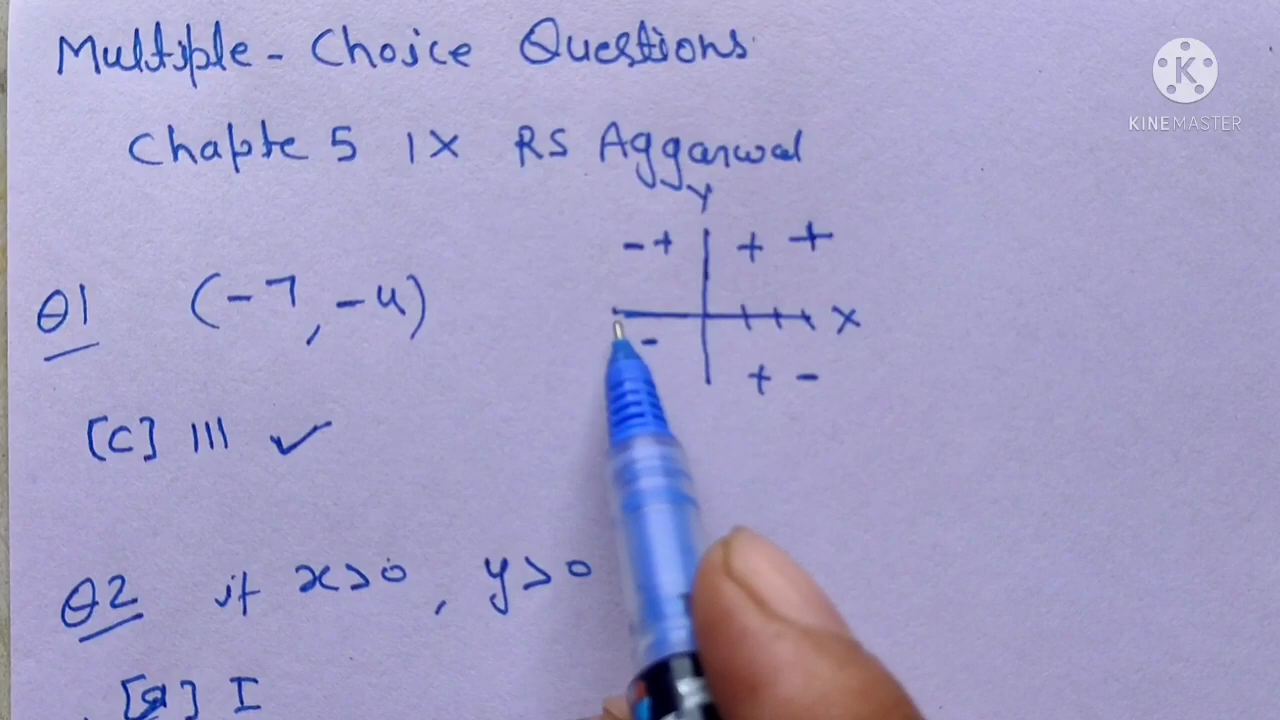 Multiple - Choice Questions
Chapte 5 IX RS Aggarwal
K
KINEMASTER
Y
- + + +
Q1 (-7, -4)
X
-
+ -
[C] III ✓
Q2 if x>0, y>0
I